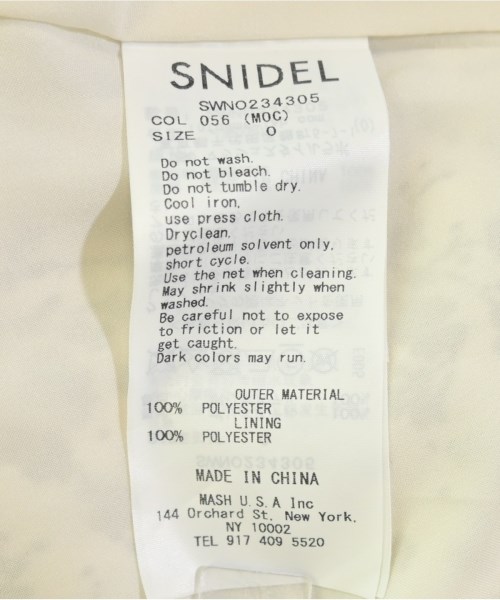 SNIDEL
SWNO234305
COL 056 (MOC)
SIZE 0
Do not wash.
Do not bleach.
Do not tumble dry.
Cool iron,
use press cloth.
Dryclean,
petroleum solvent only,
short cycle.
Use the net when cleaning.
May shrink slightly when
washed.
Be careful not to expose
to friction or let it
get caught.
Dark colors may run.
OUTER MATERIAL
100% POLYESTER
LINING
100% POLYESTER
MADE IN CHINA
MASH U.S.A Inc
144 Orchard St, New York,
NY 10002
TEL 917 409 5520